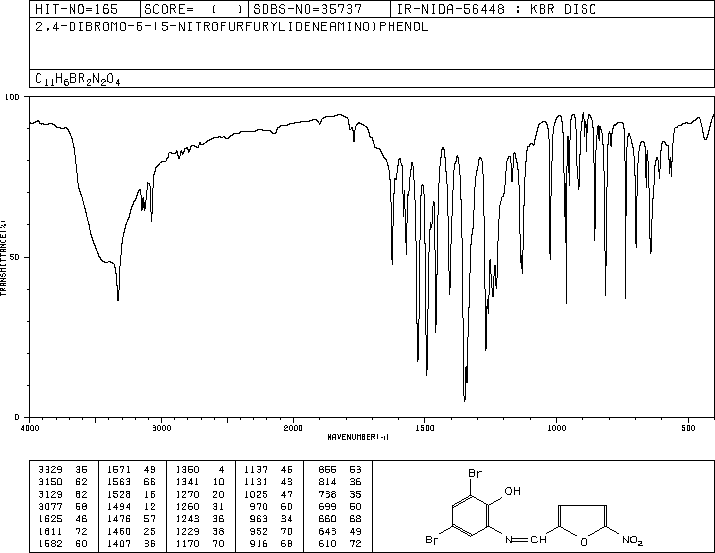 HIT-NO=165 SCORE= ( ) SDBS-NO=35737 IR-NIDA-56448 : KBR DISC
2,4-DIBROMO-6-(5-NITROFURFURYLIDENEAMINO)PHENOL
C11H6BR2N2O4
100
50
0
TRANSMITTANCE(%)
4000 3000 2000 1500 1000 500
WAVENUMBER(-1)
3329 35 1571 49 1350 4 1137 46 855 53
3150 62 1563 66 1341 10 1131 43 814 36
3129 62 1528 16 1270 20 1025 47 738 35
3077 58 1494 12 1260 31 970 60 699 50
1625 46 1476 57 1243 36 963 34 660 68
1611 72 1460 25 1229 38 952 70 643 49
1582 60 1407 36 1170 70 916 68 610 72
Br
OH
Br
N=CH
O
NO2